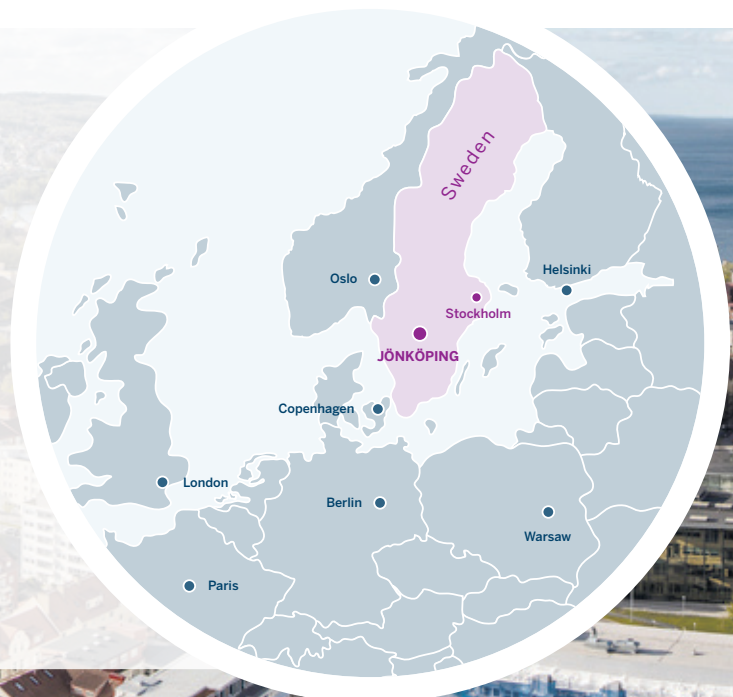 Sweden
Helsinki
Oslo
Stockholm
JÖNKÖPING
Copenhagen
London
Berlin
Warsaw
Paris